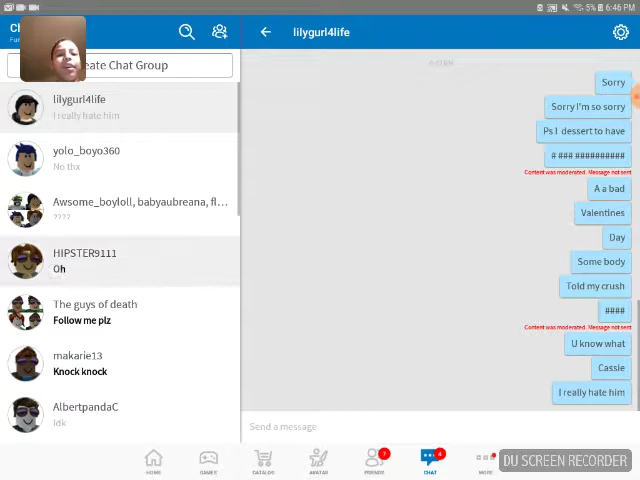 5% 6:46 PM
lilygurl4life
eate Chat Group
lilygurl4life
I really hate him
yolo_boyo360
No thx
Awsome_boyloll, babyaubreana, fl...
????
HIPSTER9111
Oh
The guys of death
Follow me plz
makarie13
Knock knock
AlbertpandaC
Idk
Sorry
Sorry I'm so sorry
Ps I dessert to have
# ### ##########
Content was moderated. Message not sent
A a bad
Valentines
Day
Some body
Told my crush
####
Content was moderated. Message not sent
U know what
Cassie
I really hate him
Send a message
HOME
GAMES
CATALOG
AVATAR
7
FRIENDS
4
CHAT
MORE
DU SCREEN RECORDER